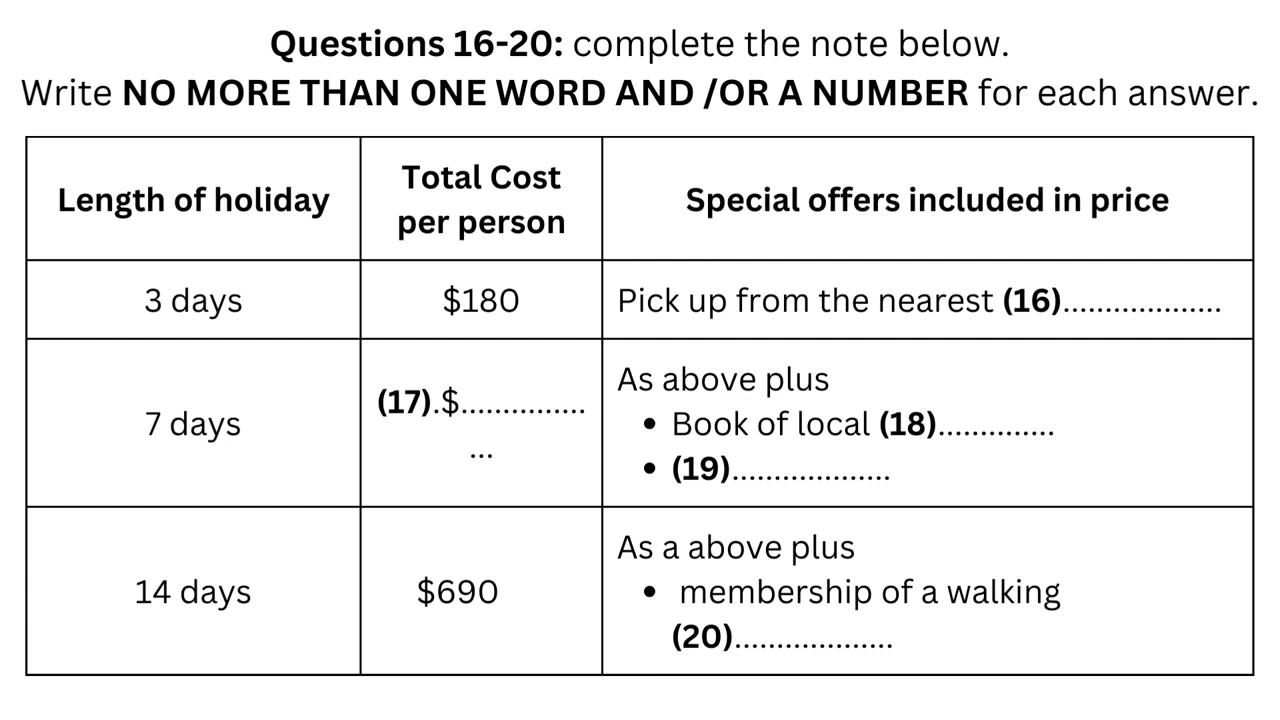 Questions 16-20: complete the note below.
Write NO MORE THAN ONE WORD AND /OR A NUMBER for each answer.
Length of holiday
Total Cost
per person
Special offers included in price
3 days
$180
Pick up from the nearest (16)...................
7 days
(17).$...............
...
As above plus
• Book of local (18)..............
• (19)...................
14 days
$690
As a above plus
• membership of a walking
(20)...................